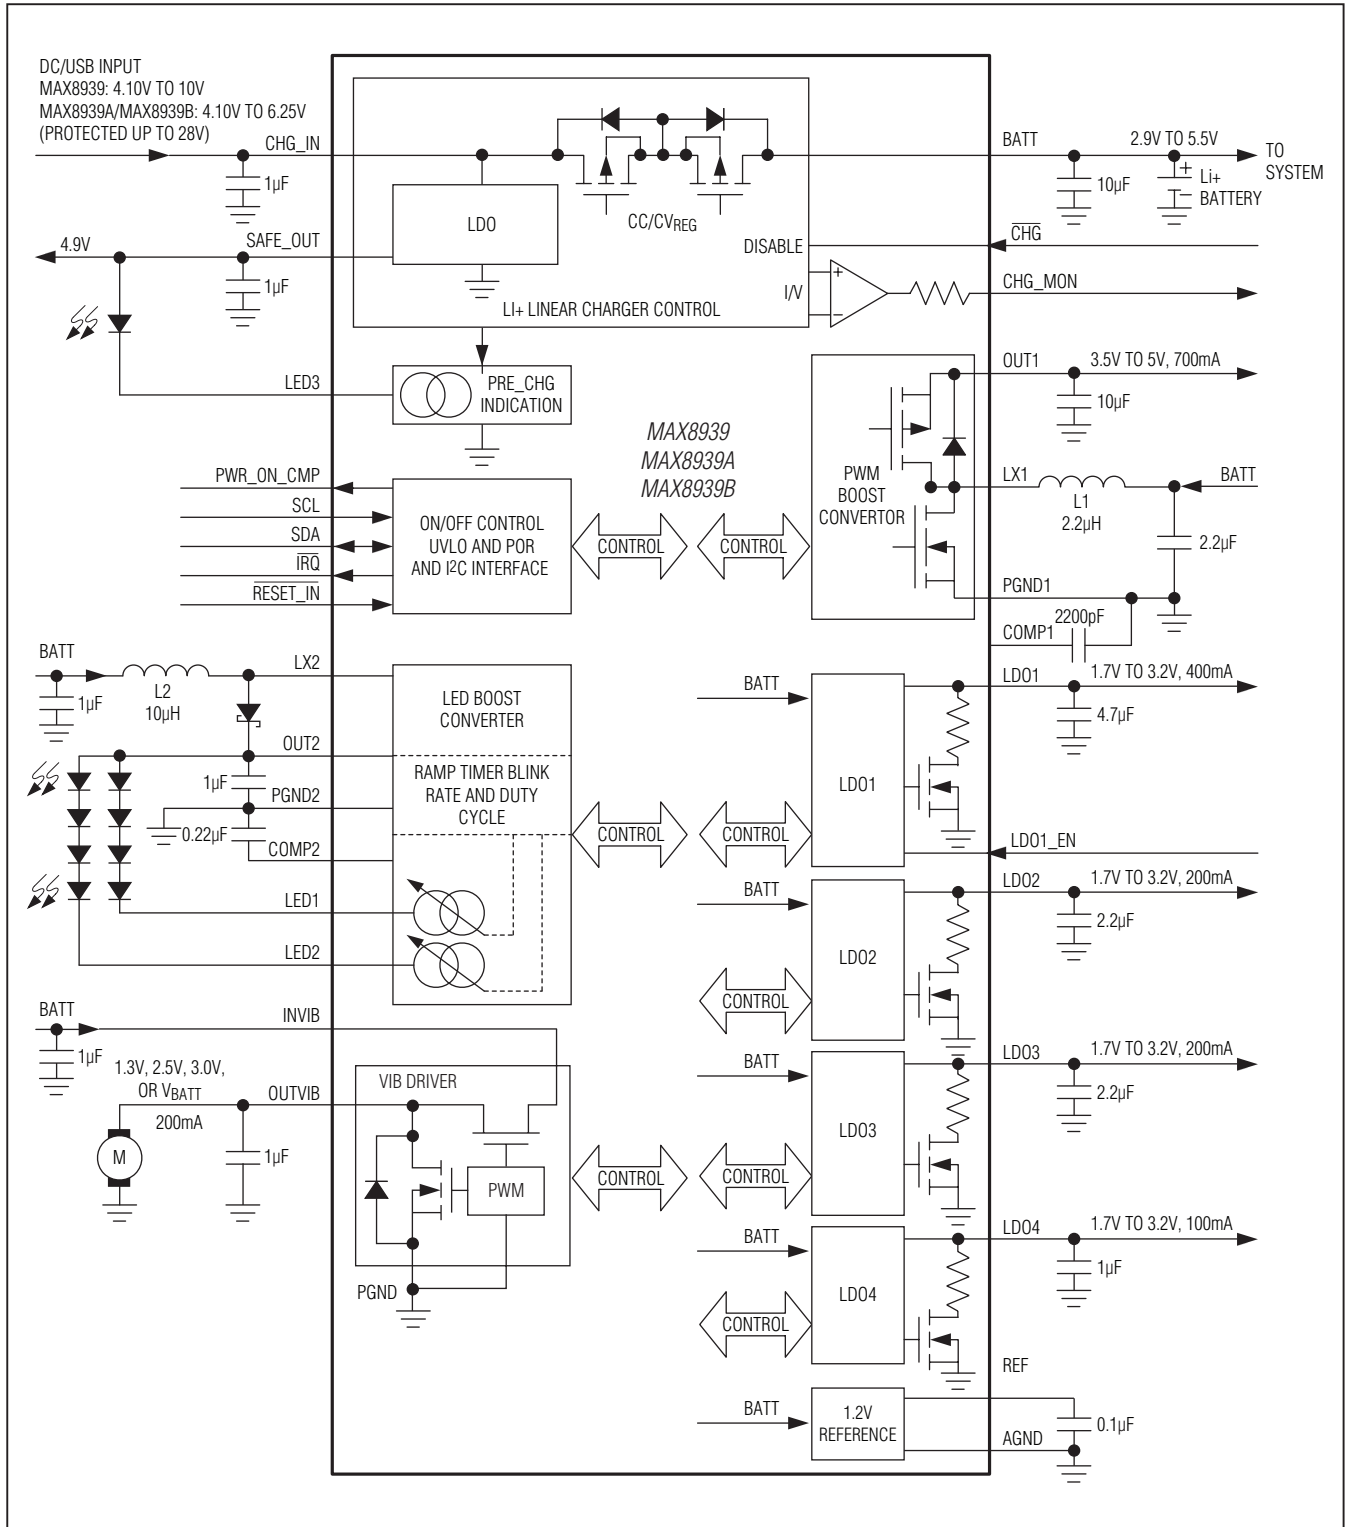 DC/USB INPUT
MAX8939: 4.10V TO 10V
MAX8939A/MAX8939B: 4.10V TO 6.25V
(PROTECTED UP TO 28V)
CHG_IN
1µF
4.9V
SAFE_OUT
1µF
LDO
CC/CVREG
DISABLE
I/V
+
−
LI+ LINEAR CHARGER CONTROL
BATT
2.9V TO 5.5V
TO
SYSTEM
10µF
+
−
Li+
BATTERY
CHG
CHG_MON
LED3
PRE_CHG
INDICATION
MAX8939
MAX8939A
MAX8939B
OUT1
3.5V TO 5V, 700mA
10µF
PWM
BOOST
CONVERTOR
LX1
L1
2.2µH
BATT
2.2µF
PGND1
2200pF
COMP1
PWR_ON_CMP
SCL
SDA
IRQ
RESET_IN
ON/OFF CONTROL
UVLO AND POR
AND I2C INTERFACE
CONTROL
CONTROL
BATT
1µF
L2
10µH
LX2
OUT2
1µF
PGND2
0.22µF
COMP2
LED1
LED2
LED BOOST
CONVERTER
RAMP TIMER BLINK
RATE AND DUTY
CYCLE
CONTROL
CONTROL
BATT
LDO1
LDO1
1.7V TO 3.2V, 400mA
4.7µF
LDO1_EN
BATT
LDO2
CONTROL
LDO2
1.7V TO 3.2V, 200mA
2.2µF
BATT
1µF
INVIB
1.3V, 2.5V, 3.0V,
OR VBATT
200mA
OUTVIB
M
1µF
VIB DRIVER
PWM
PGND
CONTROL
CONTROL
BATT
LDO3
LDO3
1.7V TO 3.2V, 200mA
2.2µF
BATT
LDO4
CONTROL
LDO4
1.7V TO 3.2V, 100mA
1µF
BATT
1.2V
REFERENCE
REF
0.1µF
AGND